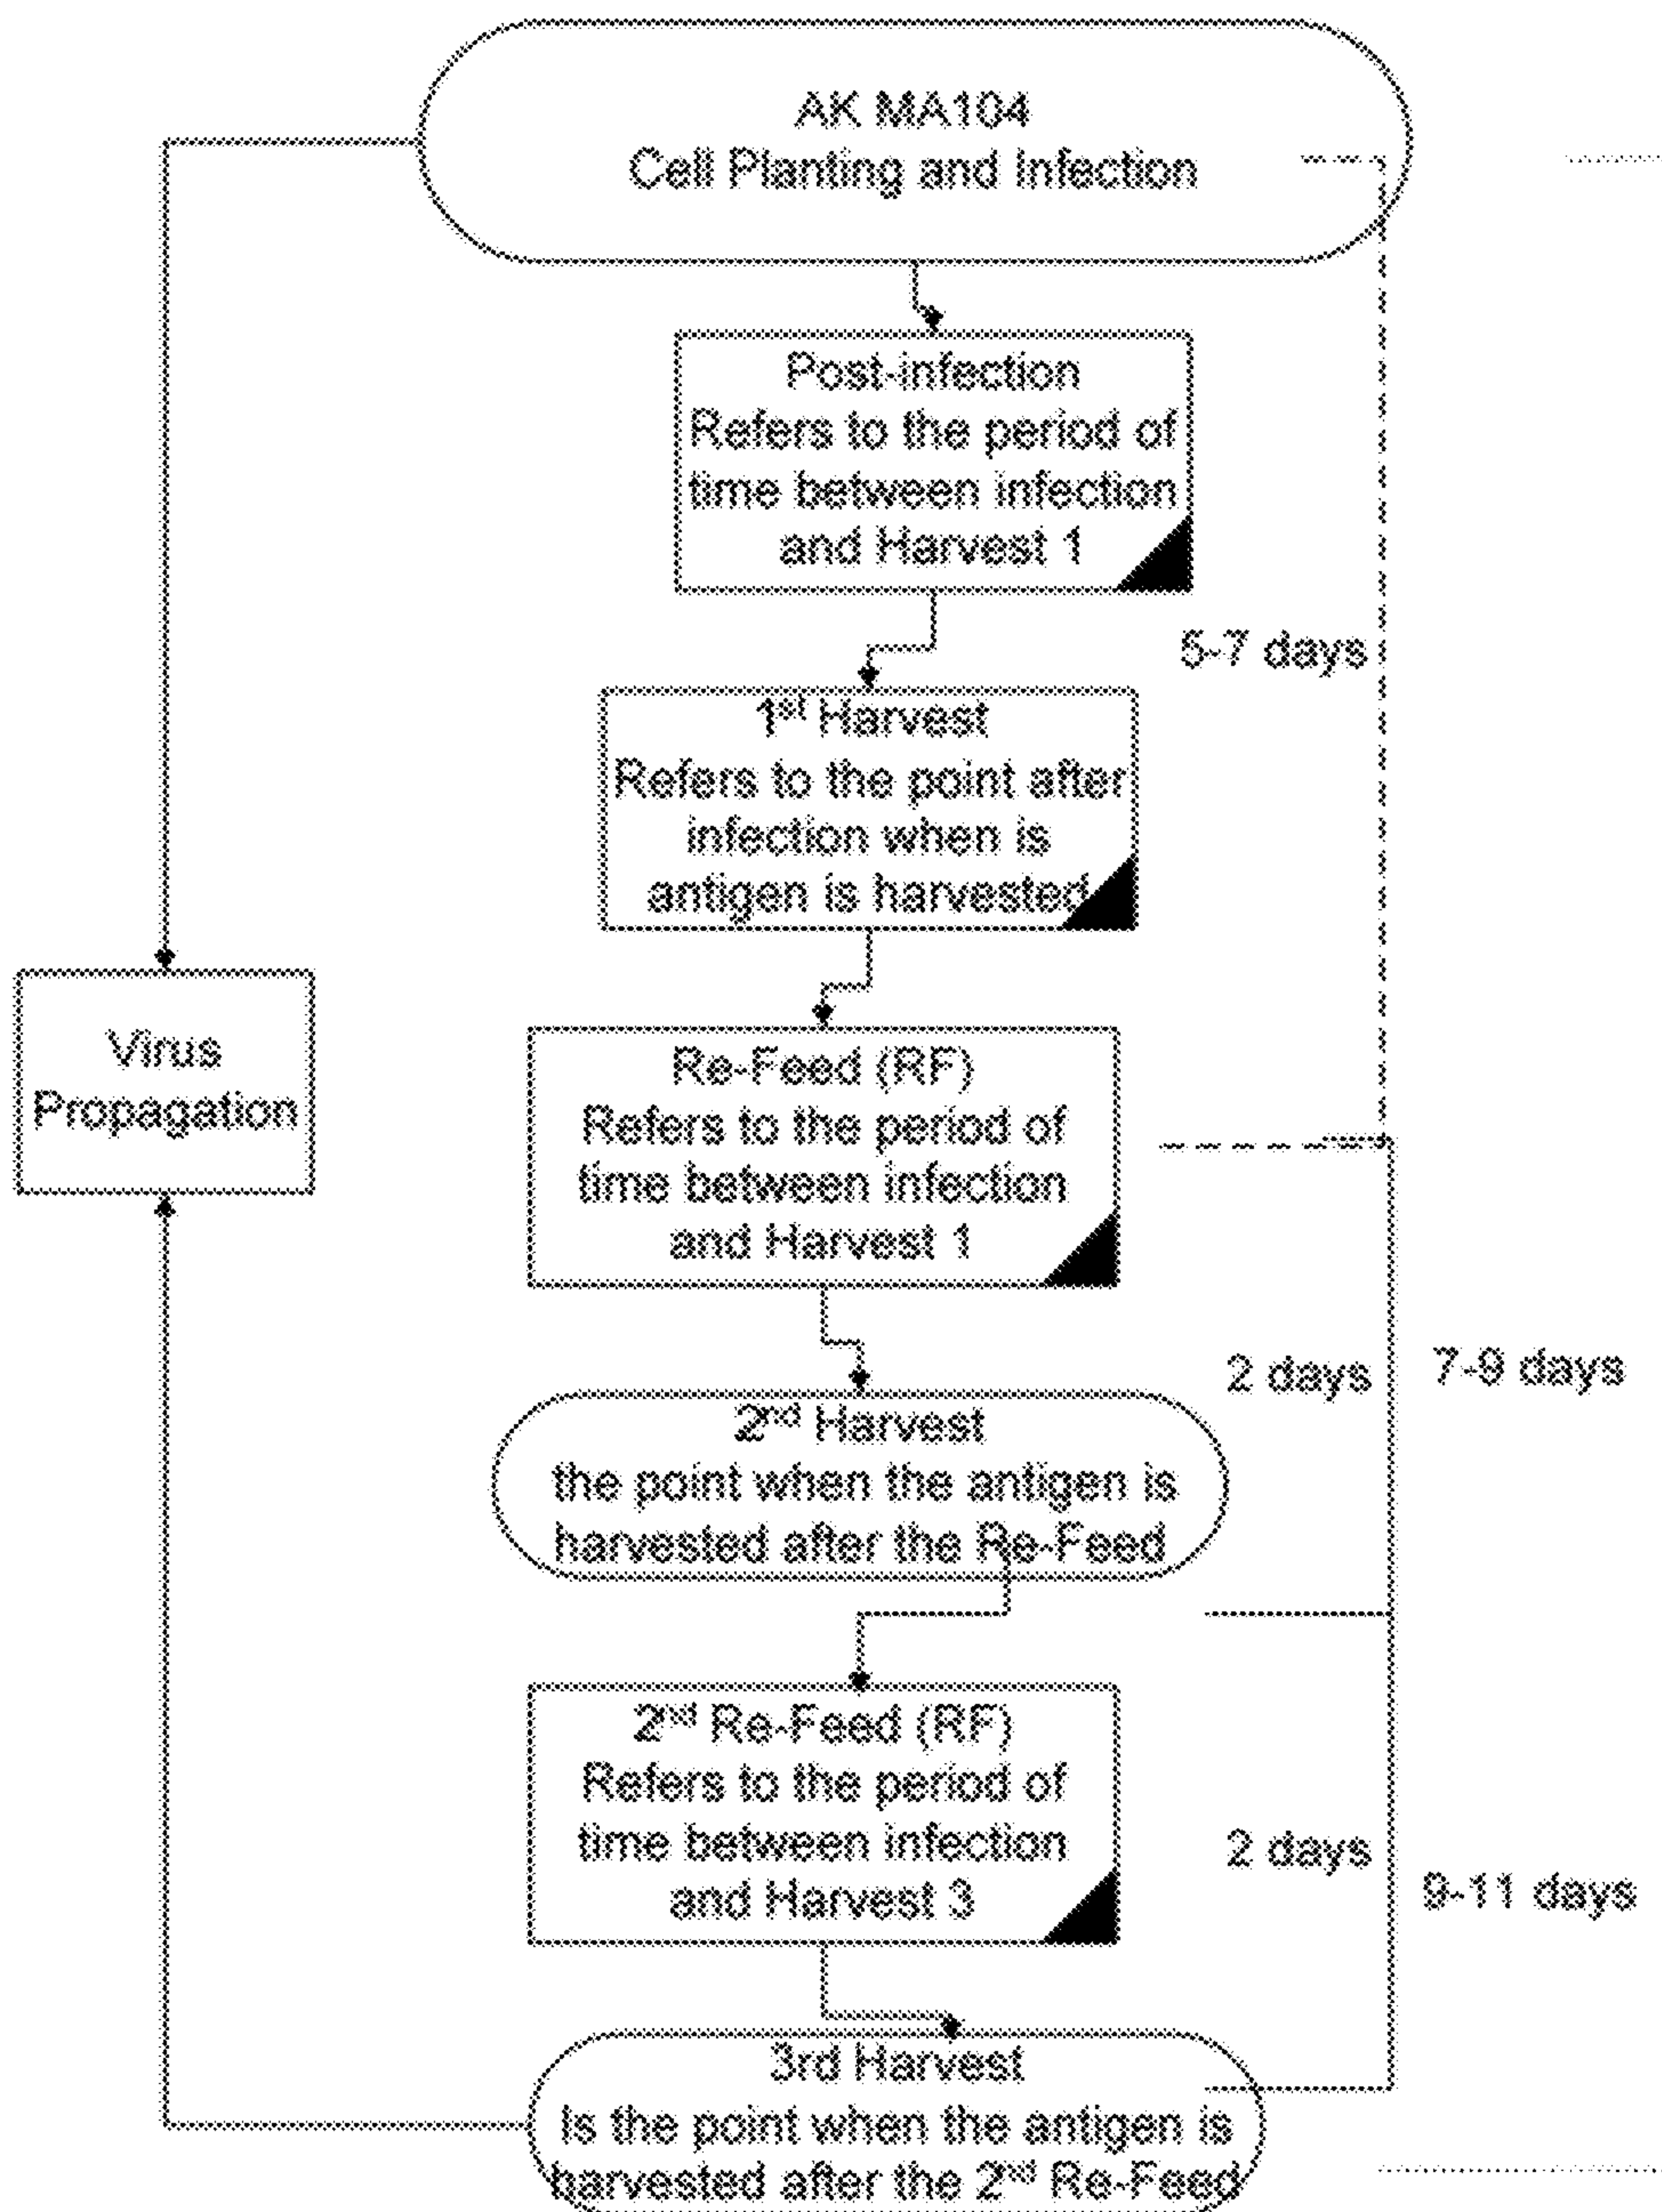 AK MA104
Cell Planting and Infection
Post-infection
Refers to the period of
time between infection
and Harvest 1
5-7 days
1st Harvest
Refers to the point after
infection when is
antigen is harvested
Virus
Propagation
Re-Feed (RF)
Refers to the period of
time between infection
and Harvest 1
2 days
7-9 days
2nd Harvest
the point when the antigen is
harvested after the Re-Feed
2nd Re-Feed (RF)
Refers to the period of
time between infection
and Harvest 3
2 days
9-11 days
3rd Harvest
Is the point when the antigen is
harvested after the 2nd Re-Feed